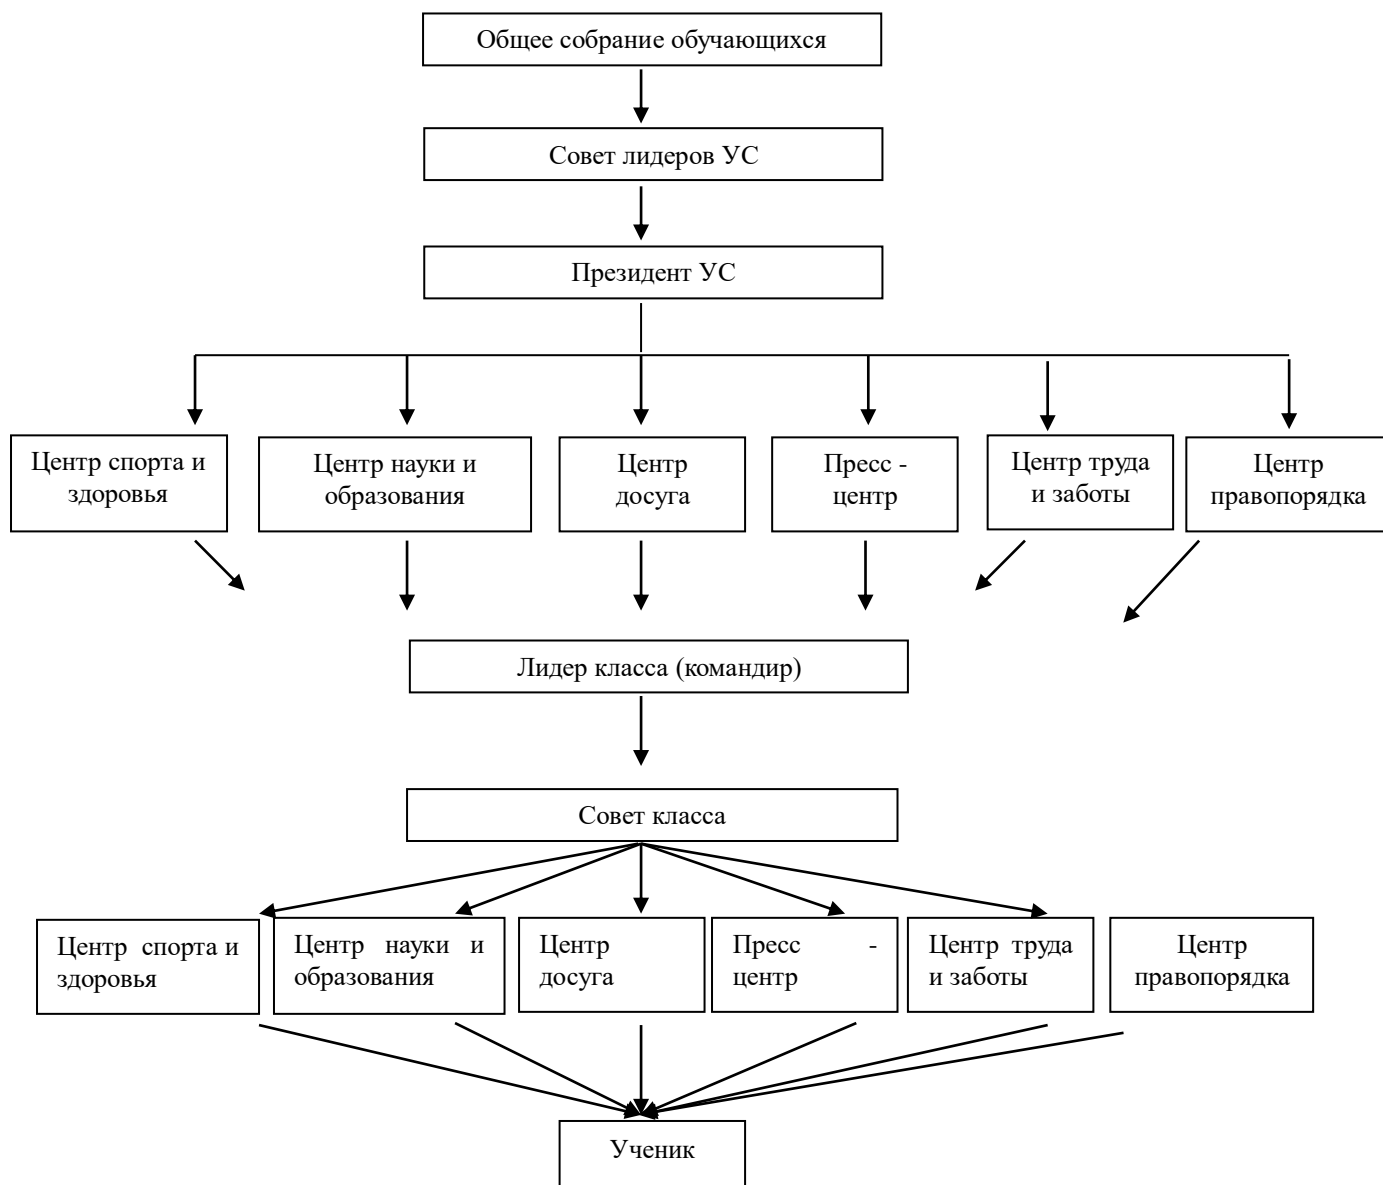 Общее собрание обучающихся
Совет лидеров УС
Президент УС
Центр спорта и
здоровья
Центр науки и
образования
Центр
досуга
Пресс -
центр
Центр труда
и заботы
Центр
правопорядка
Лидер класса (командир)
Совет класса
Центр спорта и
здоровья
Центр науки и
образования
Центр
досуга
Пресс -
центр
Центр труда
и заботы
Центр
правопорядка
Ученик